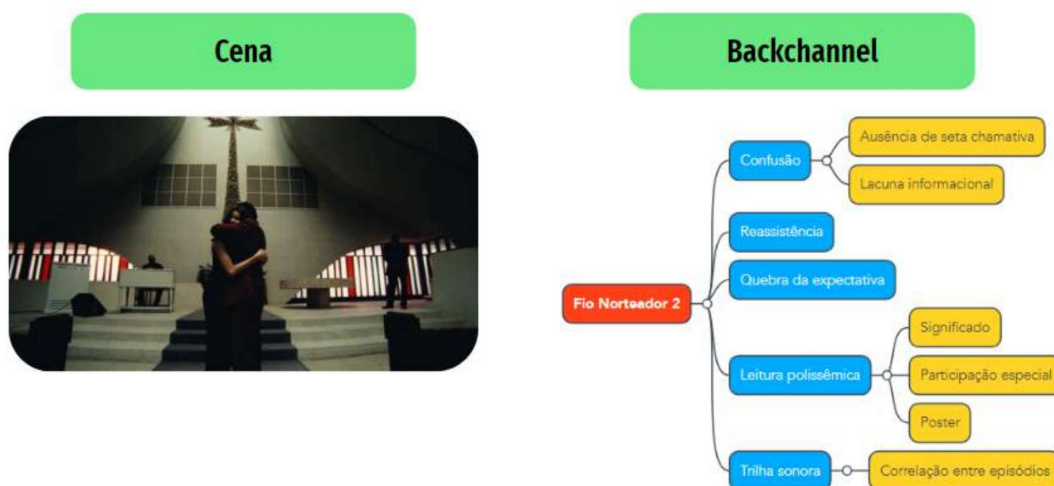 Cena
Backchannel
Confusão
Ausência de seta chamativa
Lacuna informacional
Reassistência
Quebra da expectativa
Fio Norteador 2
Leitura polissêmica
Significado
Participação especial
Poster
Trilha sonora
Correlação entre episódios